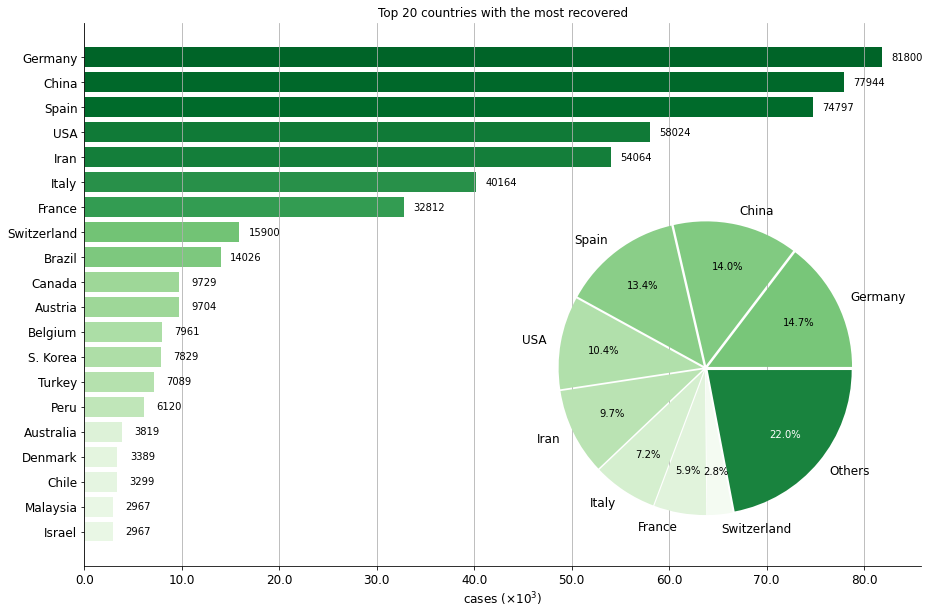 Top 20 countries with the most recovered
Germany 81800
China 77944
Spain 74797
USA 58024
Iran 54064
Italy 40164
France 32812
Switzerland 15900
Brazil 14026
Canada 9729
Austria 9704
Belgium 7961
S. Korea 7829
Turkey 7089
Peru 6120
Australia 3819
Denmark 3389
Chile 3299
Malaysia 2967
Israel 2967
0.0 10.0 20.0 30.0 40.0 50.0 60.0 70.0 80.0
cases (×10³)
Germany 14.7%
China 14.0%
Spain 13.4%
USA 10.4%
Iran 9.7%
Italy 7.2%
France 5.9%
Switzerland 2.8%
Others 22.0%